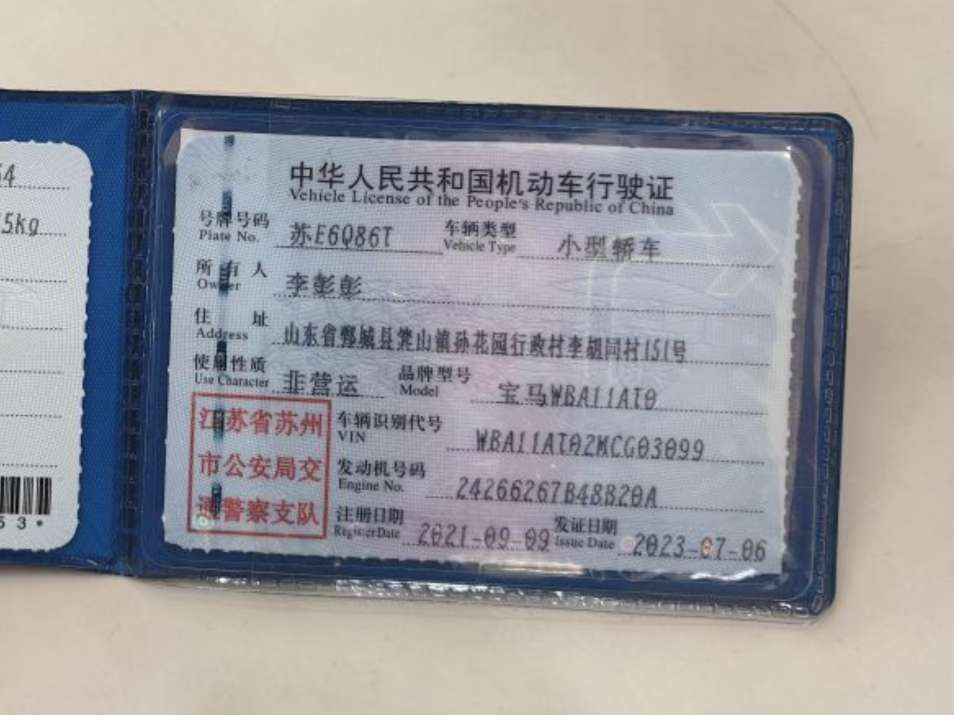 54
5kg
53*
中华人民共和国机动车行驶证
Vehicle License of the People's Republic of China
号牌号码 Plate No. 苏E6Q86T 车辆类型 Vehicle Type 小型轿车
所有人 Owner 李彭彭
住址 Address 山东省鄄城县箕山镇孙花园行政村李胡同村151号
使用性质 Use Character 非营运 品牌型号 Model 宝马WBA11AT0
江苏省苏州
市公安局交
通警察支队
车辆识别代号 VIN WBA11AT02MCG03099
发动机号码 Engine No. 24266267B48B20A
注册日期 Register Date 2021-09-09 发证日期 Issue Date 2023-07-06